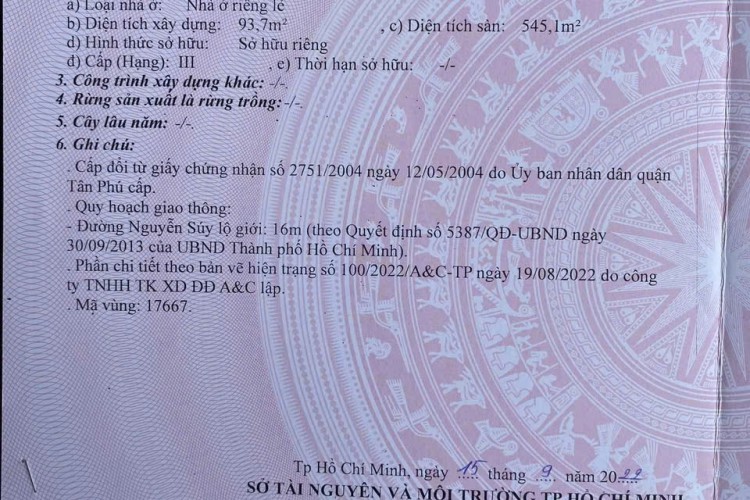 a) Loại nhà ở: Nhà ở riêng lẻ
b) Diện tích xây dựng: 93,7m² , c) Diện tích sàn: 545,1m²
d) Hình thức sở hữu: Sở hữu riêng
đ) Cấp (Hạng): III , e) Thời hạn sở hữu: -/-
3. Công trình xây dựng khác: -/-.
4. Rừng sản xuất là rừng trồng:-/-.
5. Cây lâu năm: -/-.
6. Ghi chú:
. Cấp đổi từ giấy chứng nhận số 2751/2004 ngày 12/05/2004 do Ủy ban nhân dân quận
Tân Phú cấp.
. Quy hoạch giao thông:
- Đường Nguyễn Súy lộ giới: 16m (theo Quyết định số 5387/QĐ-UBND ngày
30/09/2013 của UBND Thành phố Hồ Chí Minh).
. Phần chi tiết theo bản vẽ hiện trạng số 100/2022/A&C-TP ngày 19/08/2022 do công
ty TNHH TK XD ĐĐ A&C lập.
. Mã vùng: 17667.
Tp Hồ Chí Minh, ngày 15 tháng 9 năm 2022
SỞ TÀI NGUYÊN VÀ MÔI TRƯỜNG TP HỒ CHÍ MINH